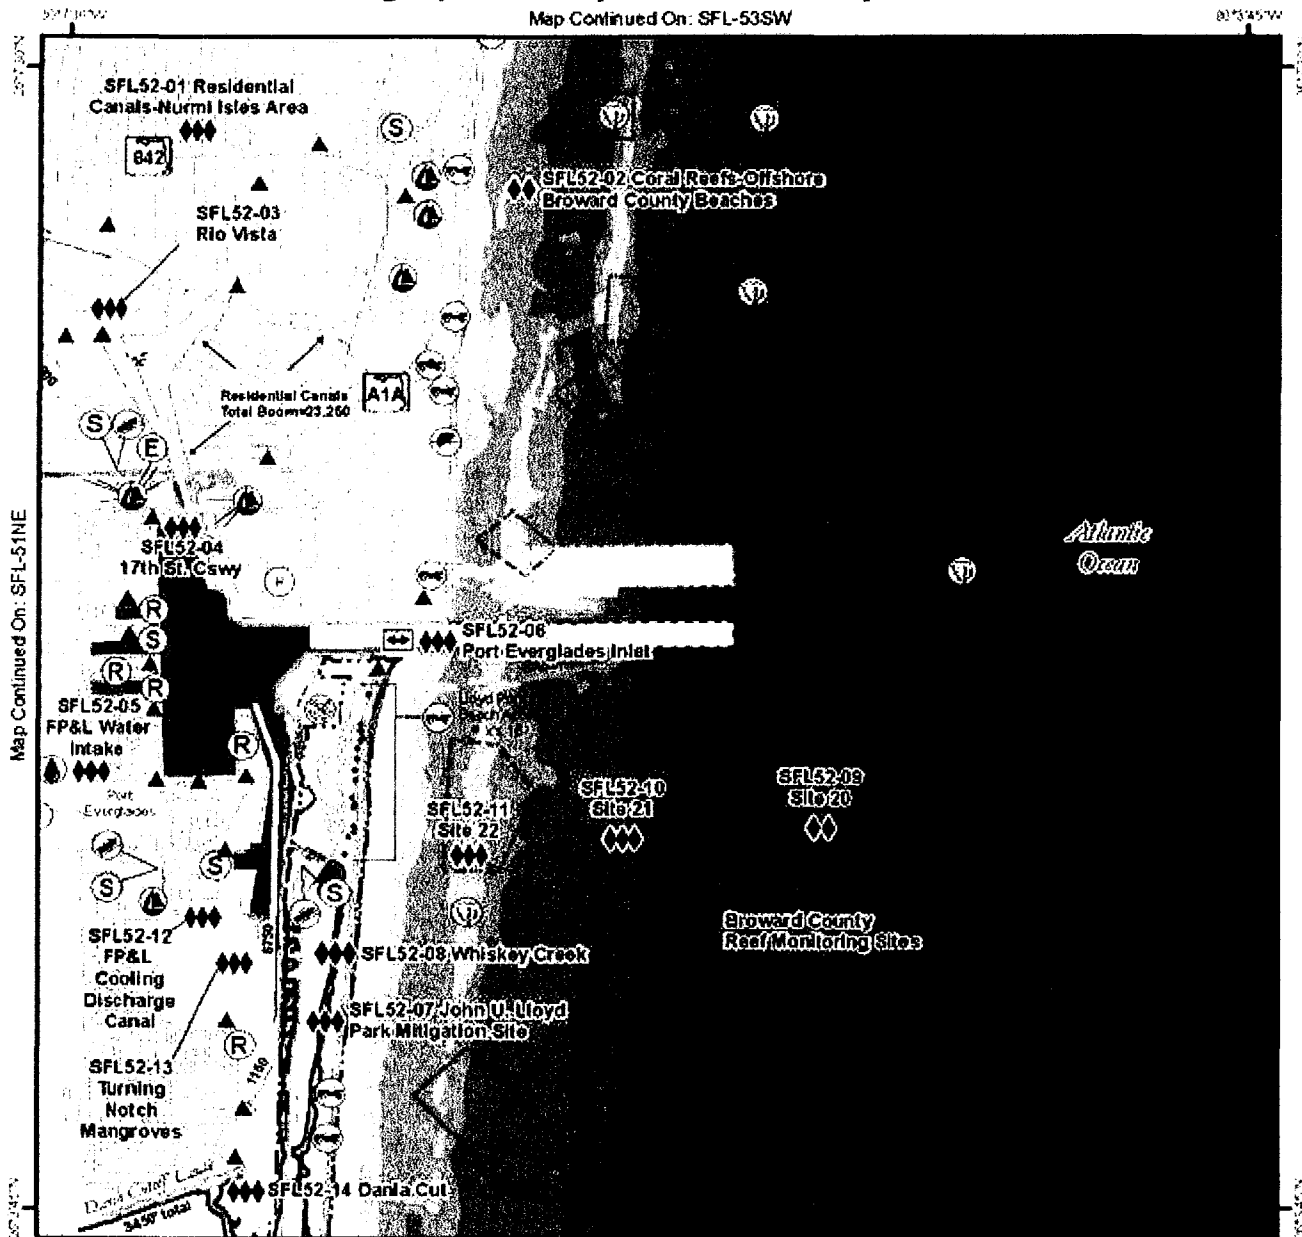 Map Continued On: SFL-53SW
SFL52-01 Residential
Canals-Nurmi Isles Area
842
S
SFL52-02 Coral Reefs-Offshore
Broward County Beaches
SFL52-03
Rio Vista
Residential Canals
Total Boom=23,250
A1A
S
E
Map Continued On: SFL-51NE
SFL52-04
17th St. Cswy
Atlantic
Ocean
R
S
R
R
SFL52-06
Port Everglades Inlet
SFL52-05
FP&L Water
Intake
R
Port
Everglades
SFL52-11
Site 22
SFL52-10
Site 21
SFL52-09
Site 20
S
S
S
Broward County
Reef Monitoring Sites
SFL52-12
FP&L
Cooling
Discharge
Canal
SFL52-08 Whiskey Creek
SFL52-07 John U. Lloyd
Park Mitigation Site
R
1150
SFL52-13
Turning
Notch
Mangroves
SFL52-14 Dania Cut
3450' total